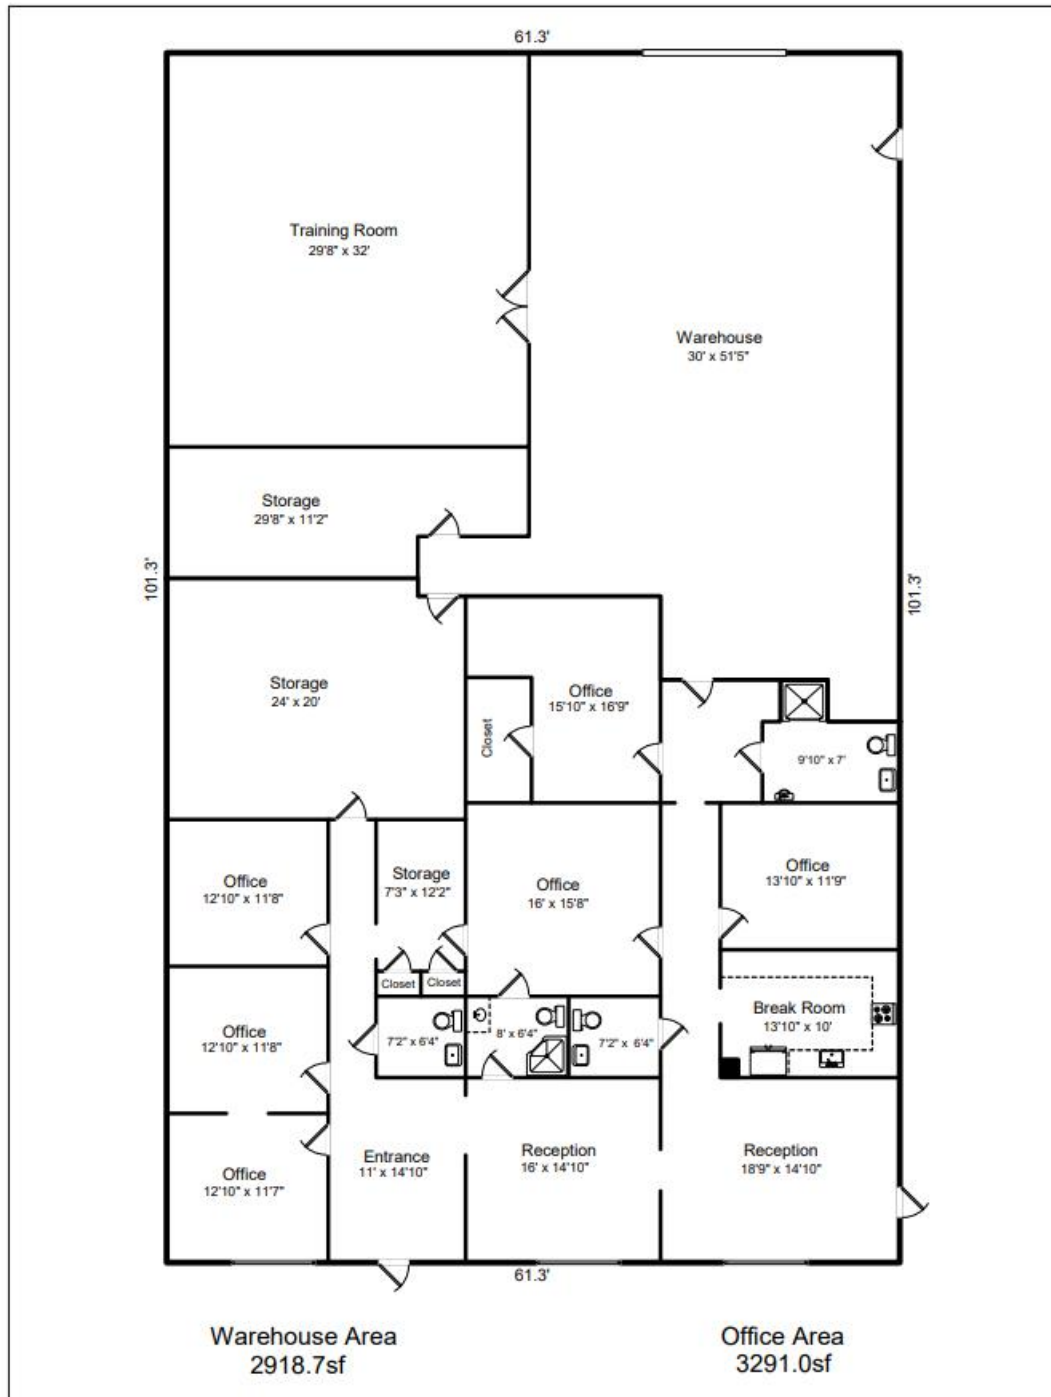 61.3'
Training Room
29'8" x 32'
Warehouse
30' x 51'5"
Storage
29'8" x 11'2"
101.3'
101.3'
Storage
24' x 20'
Office
15'10" x 16'9"
Closet
9'10" x 7'
Office
12'10" x 11'8"
Storage
7'3" x 12'2"
Office
16' x 15'8"
Office
13'10" x 11'9"
Closet
Closet
Office
12'10" x 11'8"
7'2" x 6'4"
8' x 6'4"
7'2" x 6'4"
Break Room
13'10" x 10'
Office
12'10" x 11'7"
Entrance
11' x 14'10"
Reception
16' x 14'10"
Reception
18'9" x 14'10"
61.3'
Warehouse Area
2918.7sf
Office Area
3291.0sf